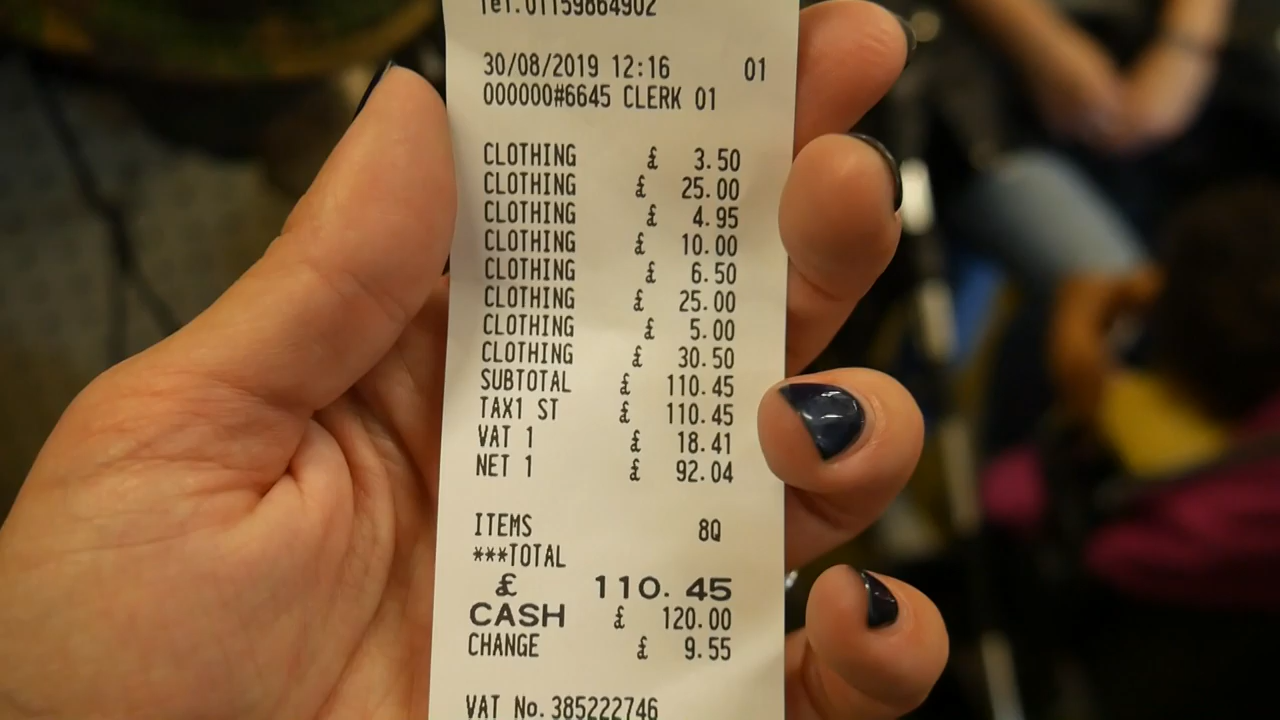 Tel.01159864902
30/08/2019 12:16 01
000000#6645 CLERK 01
CLOTHING £ 3.50
CLOTHING £ 25.00
CLOTHING £ 4.95
CLOTHING £ 10.00
CLOTHING £ 6.50
CLOTHING £ 25.00
CLOTHING £ 5.00
CLOTHING £ 30.50
SUBTOTAL £ 110.45
TAX1 ST £ 110.45
VAT 1 £ 18.41
NET 1 £ 92.04
ITEMS 8Q
***TOTAL
£ 110.45
CASH £ 120.00
CHANGE £ 9.55
VAT No.385222746